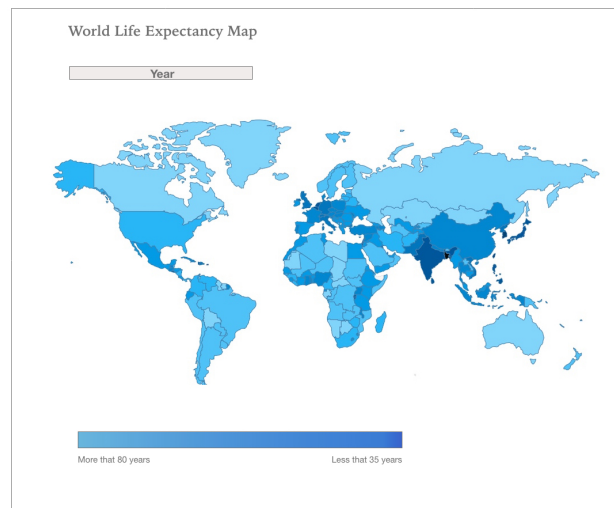 World Life Expectancy Map
Year
More that 80 years
Less that 35 years